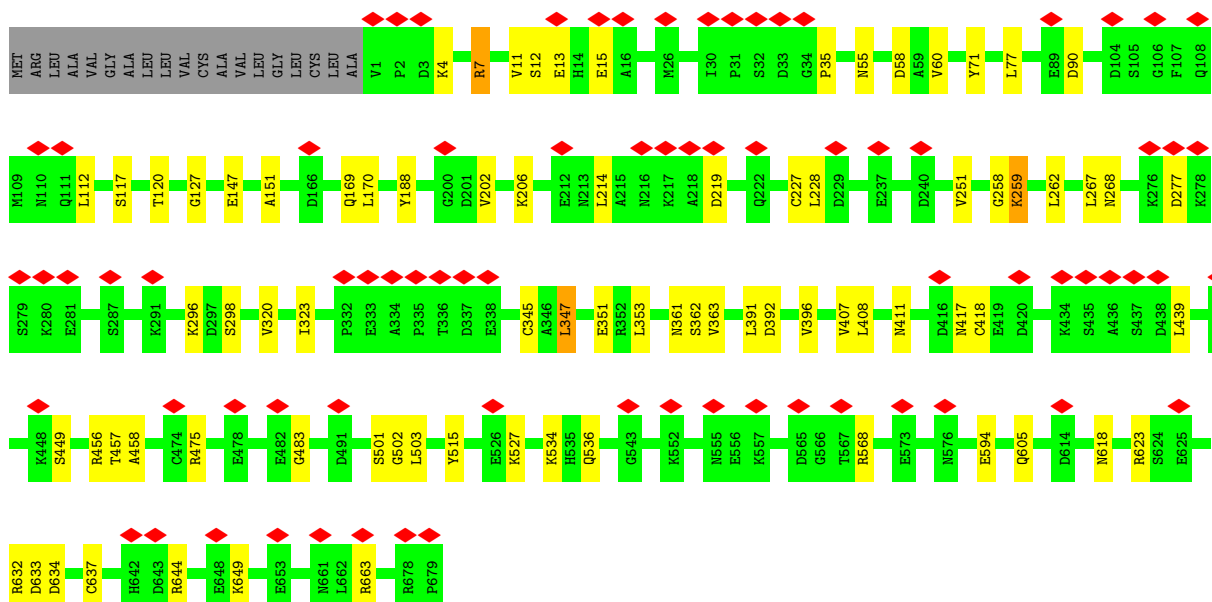 MET ARG LEU ALA VAL GLY ALA LEU LEU VAL CYS ALA VAL LEU GLY LEU CYS LEU ALA V1 P2 D3 K4 R7 V11 S12 E13 H14 E15 A16 M26 I30 P31 S32 D33 G34 P35 N55 D58 A59 V60 Y71 L77 E89 D90 D104 S105 G106 F107 Q108
M109 N110 Q111 L112 S117 T120 G127 E147 A151 D166 Q169 L170 Y188 G200 D201 V202 K206 E212 N213 L214 A215 N216 K217 A218 D219 Q222 C227 L228 D229 E237 D240 V251 G258 K259 L262 L267 N268 K276 D277 K278
S279 K280 E281 S287 K291 K296 D297 S298 V320 I323 P332 E333 A334 P335 T336 D337 E338 C345 A346 L347 E351 R352 L353 N361 S362 V363 L391 D392 V396 V407 L408 N411 D416 N417 C418 E419 D420 K434 S435 A436 S437 D438 L439
K448 S449 R456 T457 A458 C474 R475 E478 E482 G483 D491 S501 G502 L503 Y515 E526 K527 K534 H535 Q536 G543 K552 N555 E556 K557 D565 G566 T567 R568 E573 N576 E594 Q605 D614 N618 R623 S624 E625
R632 D633 D634 C637 H642 D643 R644 E648 K649 E653 N661 L662 R663 R678 P679